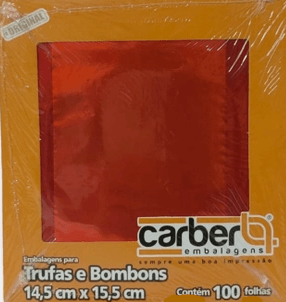 ORIGINAL
carber
embalagens
sempre uma boa impressão
Embalagens para
Trufas e Bombons
14,5 cm x 15,5 cm
Contém 100 folhas